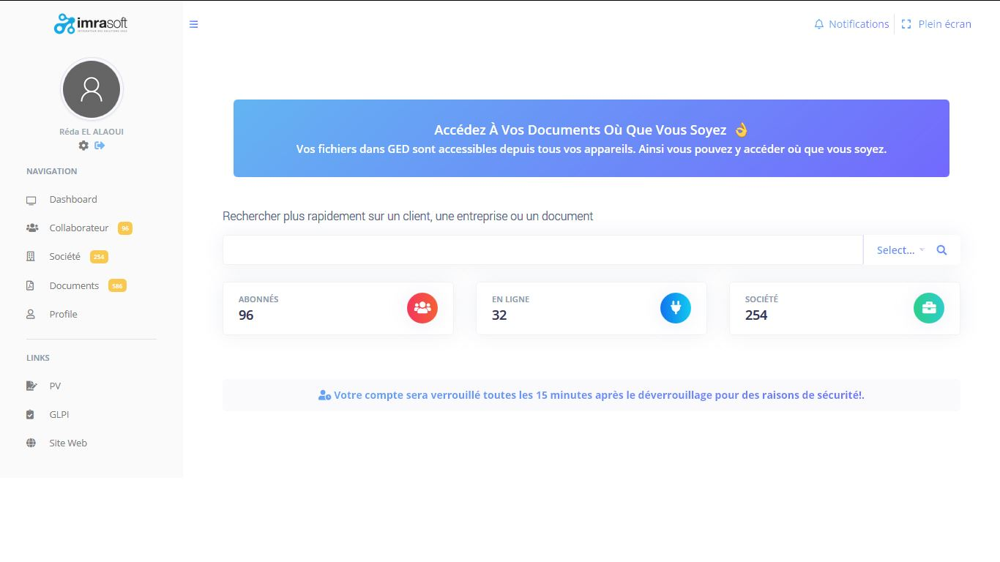 imrasoft
Notifications
Plein écran
Réda EL ALAOUI
NAVIGATION
Dashboard
Collaborateur 96
Société 254
Documents 586
Profile
LINKS
PV
GLPI
Site Web
Accédez À Vos Documents Où Que Vous Soyez 👌
Vos fichiers dans GED sont accessibles depuis tous vos appareils. Ainsi vous pouvez y accéder où que vous soyez.
Rechercher plus rapidement sur un client, une entreprise ou un document
Select...
ABONNÉS
96
EN LIGNE
32
SOCIÉTÉ
254
Votre compte sera verrouillé toutes les 15 minutes après le déverrouillage pour des raisons de sécurité!.